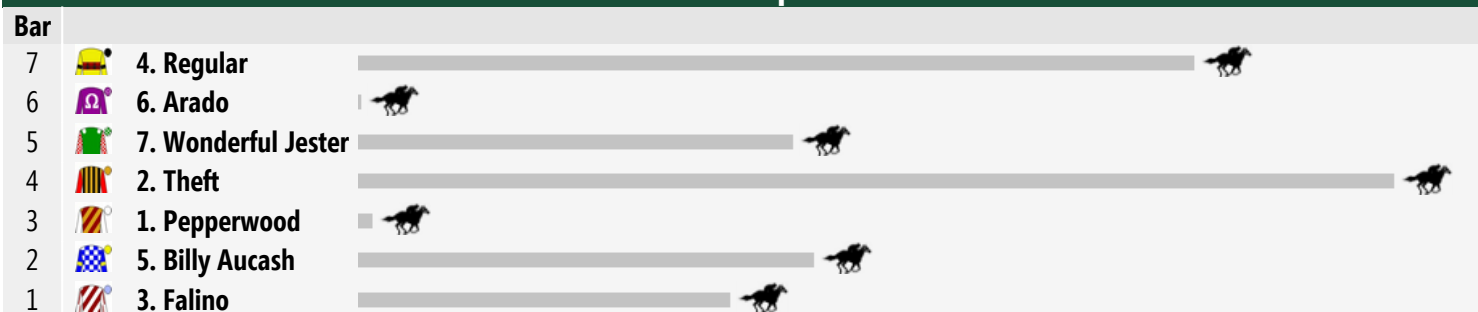 Bar
7 4. Regular
6 Ω 6. Arado
5 7. Wonderful Jester
4 2. Theft
3 1. Pepperwood
2 5. Billy Aucash
1 3. Falino